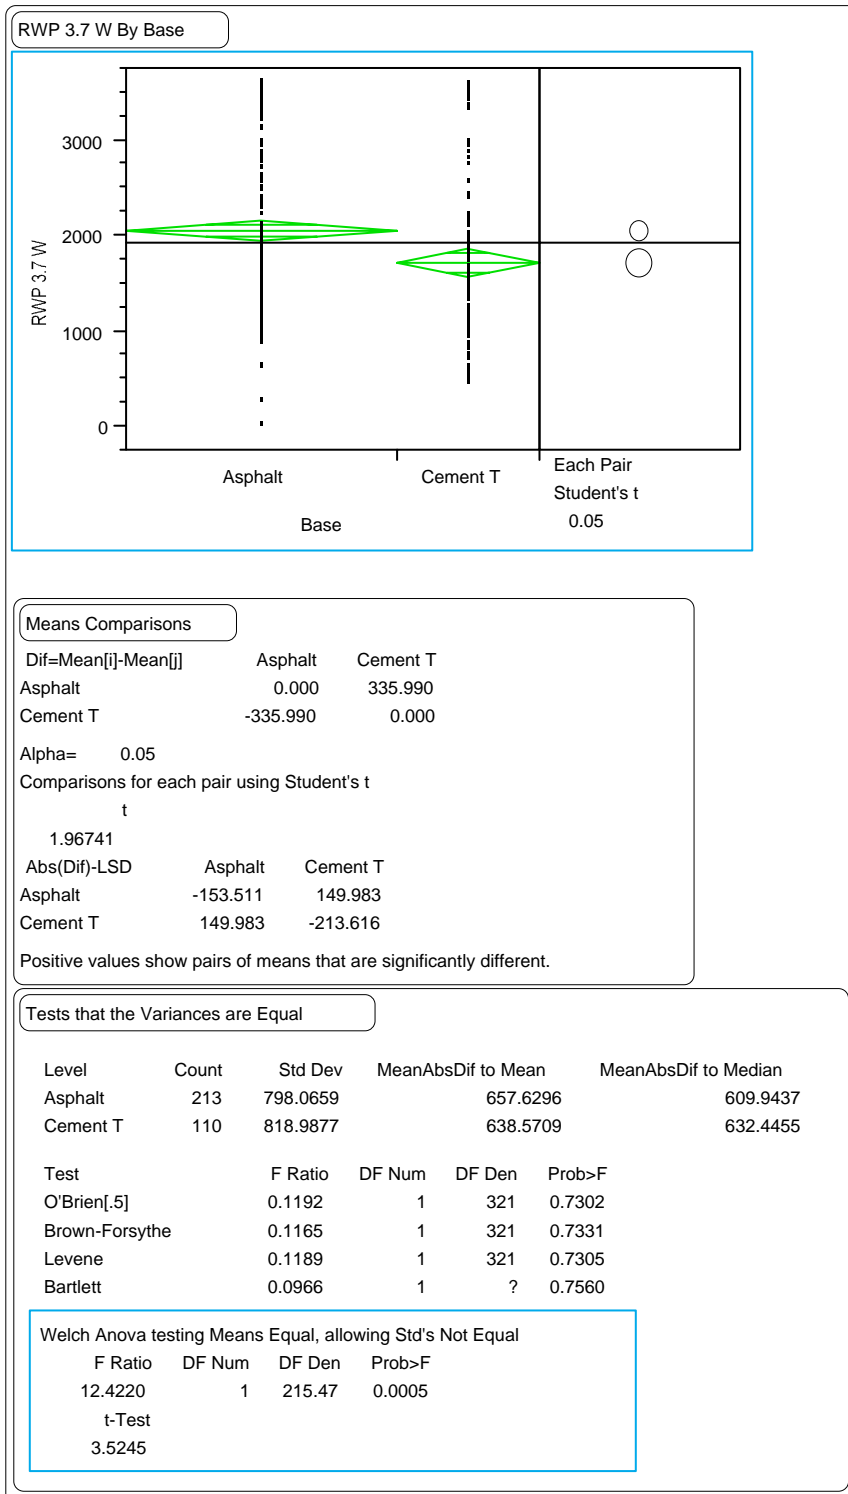 RWP 3.7 W By Base
3000
2000
1000
0
RWP 3.7 W
Asphalt Cement T
Each Pair
Student's t
0.05
Base
Means Comparisons
Dif=Mean[i]-Mean[j] Asphalt Cement T
Asphalt 0.000 335.990
Cement T -335.990 0.000
Alpha= 0.05
Comparisons for each pair using Student's t
t
1.96741
Abs(Dif)-LSD Asphalt Cement T
Asphalt -153.511 149.983
Cement T 149.983 -213.616
Positive values show pairs of means that are significantly different.
Tests that the Variances are Equal
Level Count Std Dev MeanAbsDif to Mean MeanAbsDif to Median
Asphalt 213 798.0659 657.6296 609.9437
Cement T 110 818.9877 638.5709 632.4455
Test F Ratio DF Num DF Den Prob>F
O'Brien[.5] 0.1192 1 321 0.7302
Brown-Forsythe 0.1165 1 321 0.7331
Levene 0.1189 1 321 0.7305
Bartlett 0.0966 1 ? 0.7560
Welch Anova testing Means Equal, allowing Std's Not Equal
F Ratio DF Num DF Den Prob>F
12.4220 1 215.47 0.0005
t-Test
3.5245